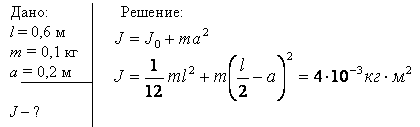 Дано:
l = 0,6 м
m = 0,1 кг
a = 0,2 м
J – ?
Решение:
J = J₀ + ma²
J = 1/12 ml² + m(l/2 − a)² = 4·10⁻³ кг · м²